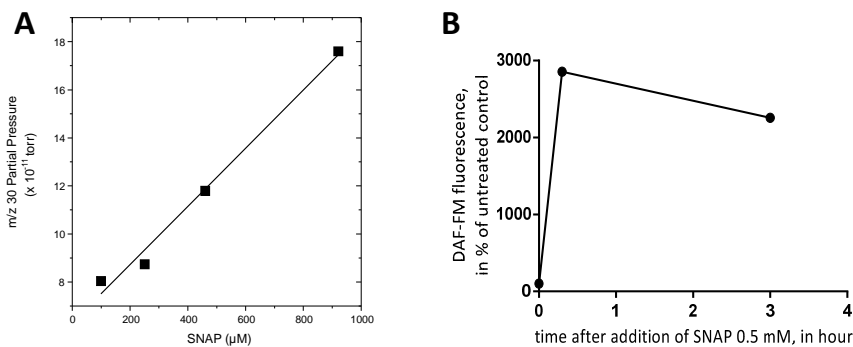 A
m/z 30 Partial Pressure
(x 10⁻¹¹ torr)
18
16
14
12
10
8
0 200 400 600 800 1000
SNAP (µM)
B
DAF-FM fluorescence,
in % of untreated control
3000
2000
1000
0
0 1 2 3 4
time after addition of SNAP 0.5 mM, in hour